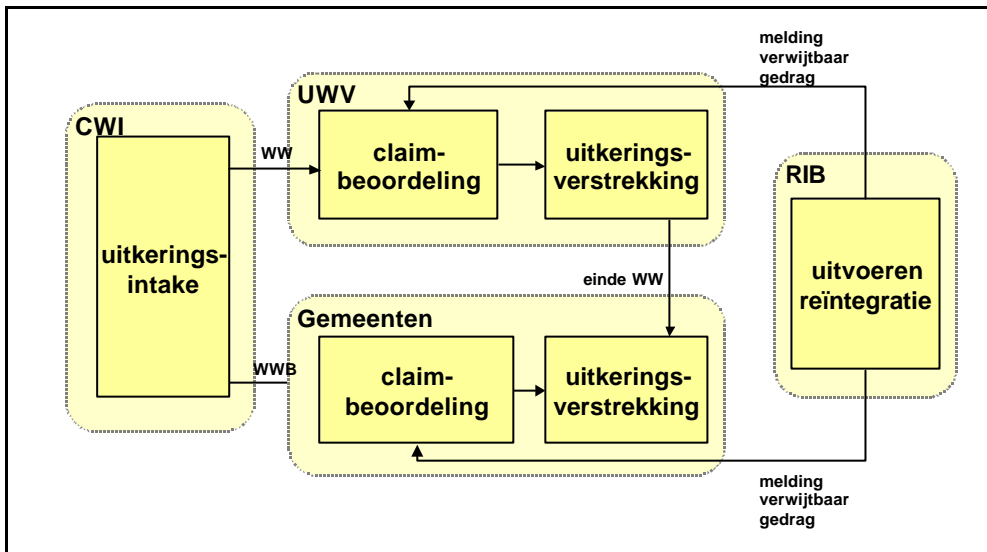 melding
verwijtbaar
gedrag
UWV
CWI
WW
claim-
beoordeling
uitkerings-
verstrekking
RIB
uitkerings-
intake
einde WW
uitvoeren
reïntegratie
Gemeenten
WWB
claim-
beoordeling
uitkerings-
verstrekking
melding
verwijtbaar
gedrag